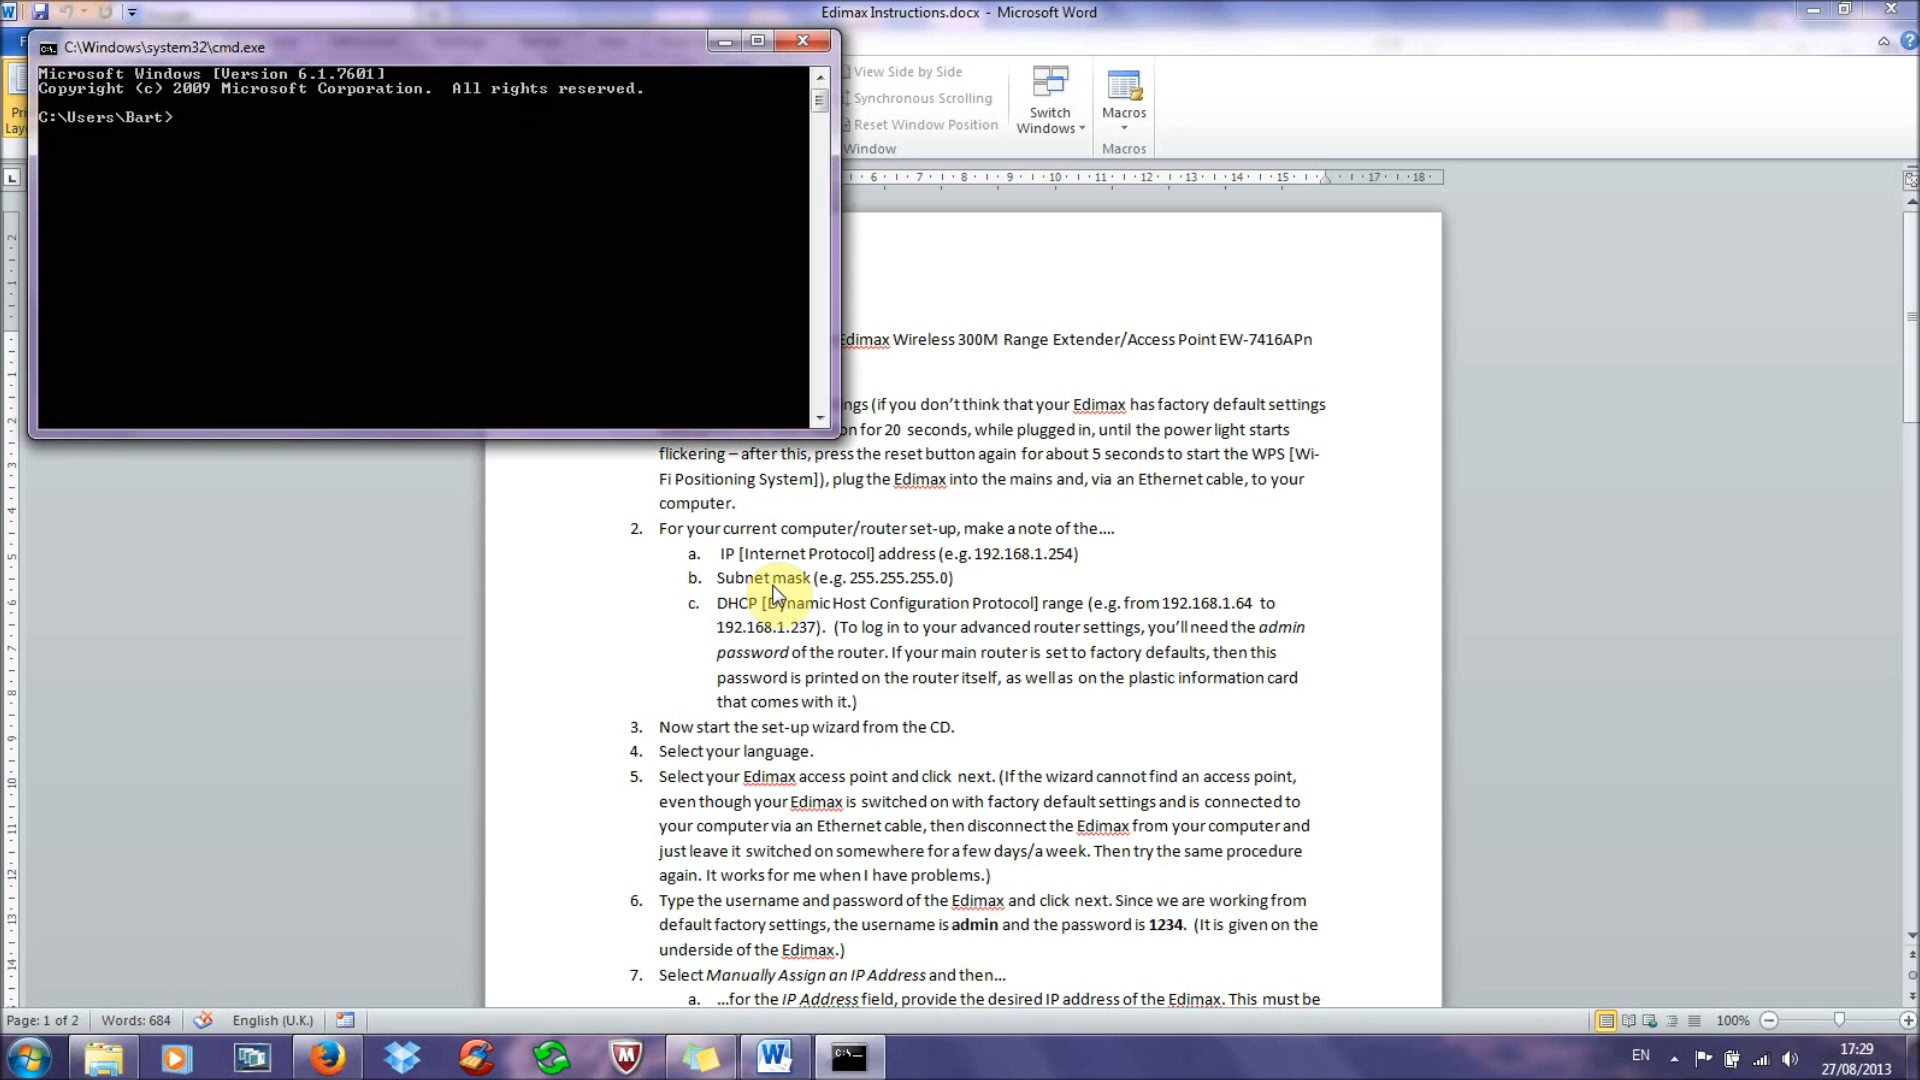 Edimax Instructions.docx - Microsoft Word
C:\Windows\system32\cmd.exe
Microsoft Windows [Version 6.1.7601]
Copyright (c) 2009 Microsoft Corporation.  All rights reserved.
C:\Users\Bart>
View Side by Side
Synchronous Scrolling
Reset Window Position
Window
Switch
Windows
Macros
Macros
6 7 8 9 10 11 12 13 14 15 17 18
Edimax Wireless 300M Range Extender/Access Point EW-7416APn
ngs (if you don't think that your Edimax has factory default settings
on for 20 seconds, while plugged in, until the power light starts
flickering – after this, press the reset button again for about 5 seconds to start the WPS [Wi-
Fi Positioning System]), plug the Edimax into the mains and, via an Ethernet cable, to your
computer.
2. For your current computer/router set-up, make a note of the....
a. IP [Internet Protocol] address (e.g. 192.168.1.254)
b. Subnet mask (e.g. 255.255.255.0)
c. DHCP [Dynamic Host Configuration Protocol] range (e.g. from 192.168.1.64 to
192.168.1.237). (To log in to your advanced router settings, you'll need the admin
password of the router. If your main router is set to factory defaults, then this
password is printed on the router itself, as well as on the plastic information card
that comes with it.)
3. Now start the set-up wizard from the CD.
4. Select your language.
5. Select your Edimax access point and click next. (If the wizard cannot find an access point,
even though your Edimax is switched on with factory default settings and is connected to
your computer via an Ethernet cable, then disconnect the Edimax from your computer and
just leave it switched on somewhere for a few days/a week. Then try the same procedure
again. It works for me when I have problems.)
6. Type the username and password of the Edimax and click next. Since we are working from
default factory settings, the username is admin and the password is 1234. (It is given on the
underside of the Edimax.)
7. Select Manually Assign an IP Address and then...
a. ...for the IP Address field, provide the desired IP address of the Edimax. This must be
Page: 1 of 2
Words: 684
English (U.K.)
100%
EN
17:29
27/08/2013